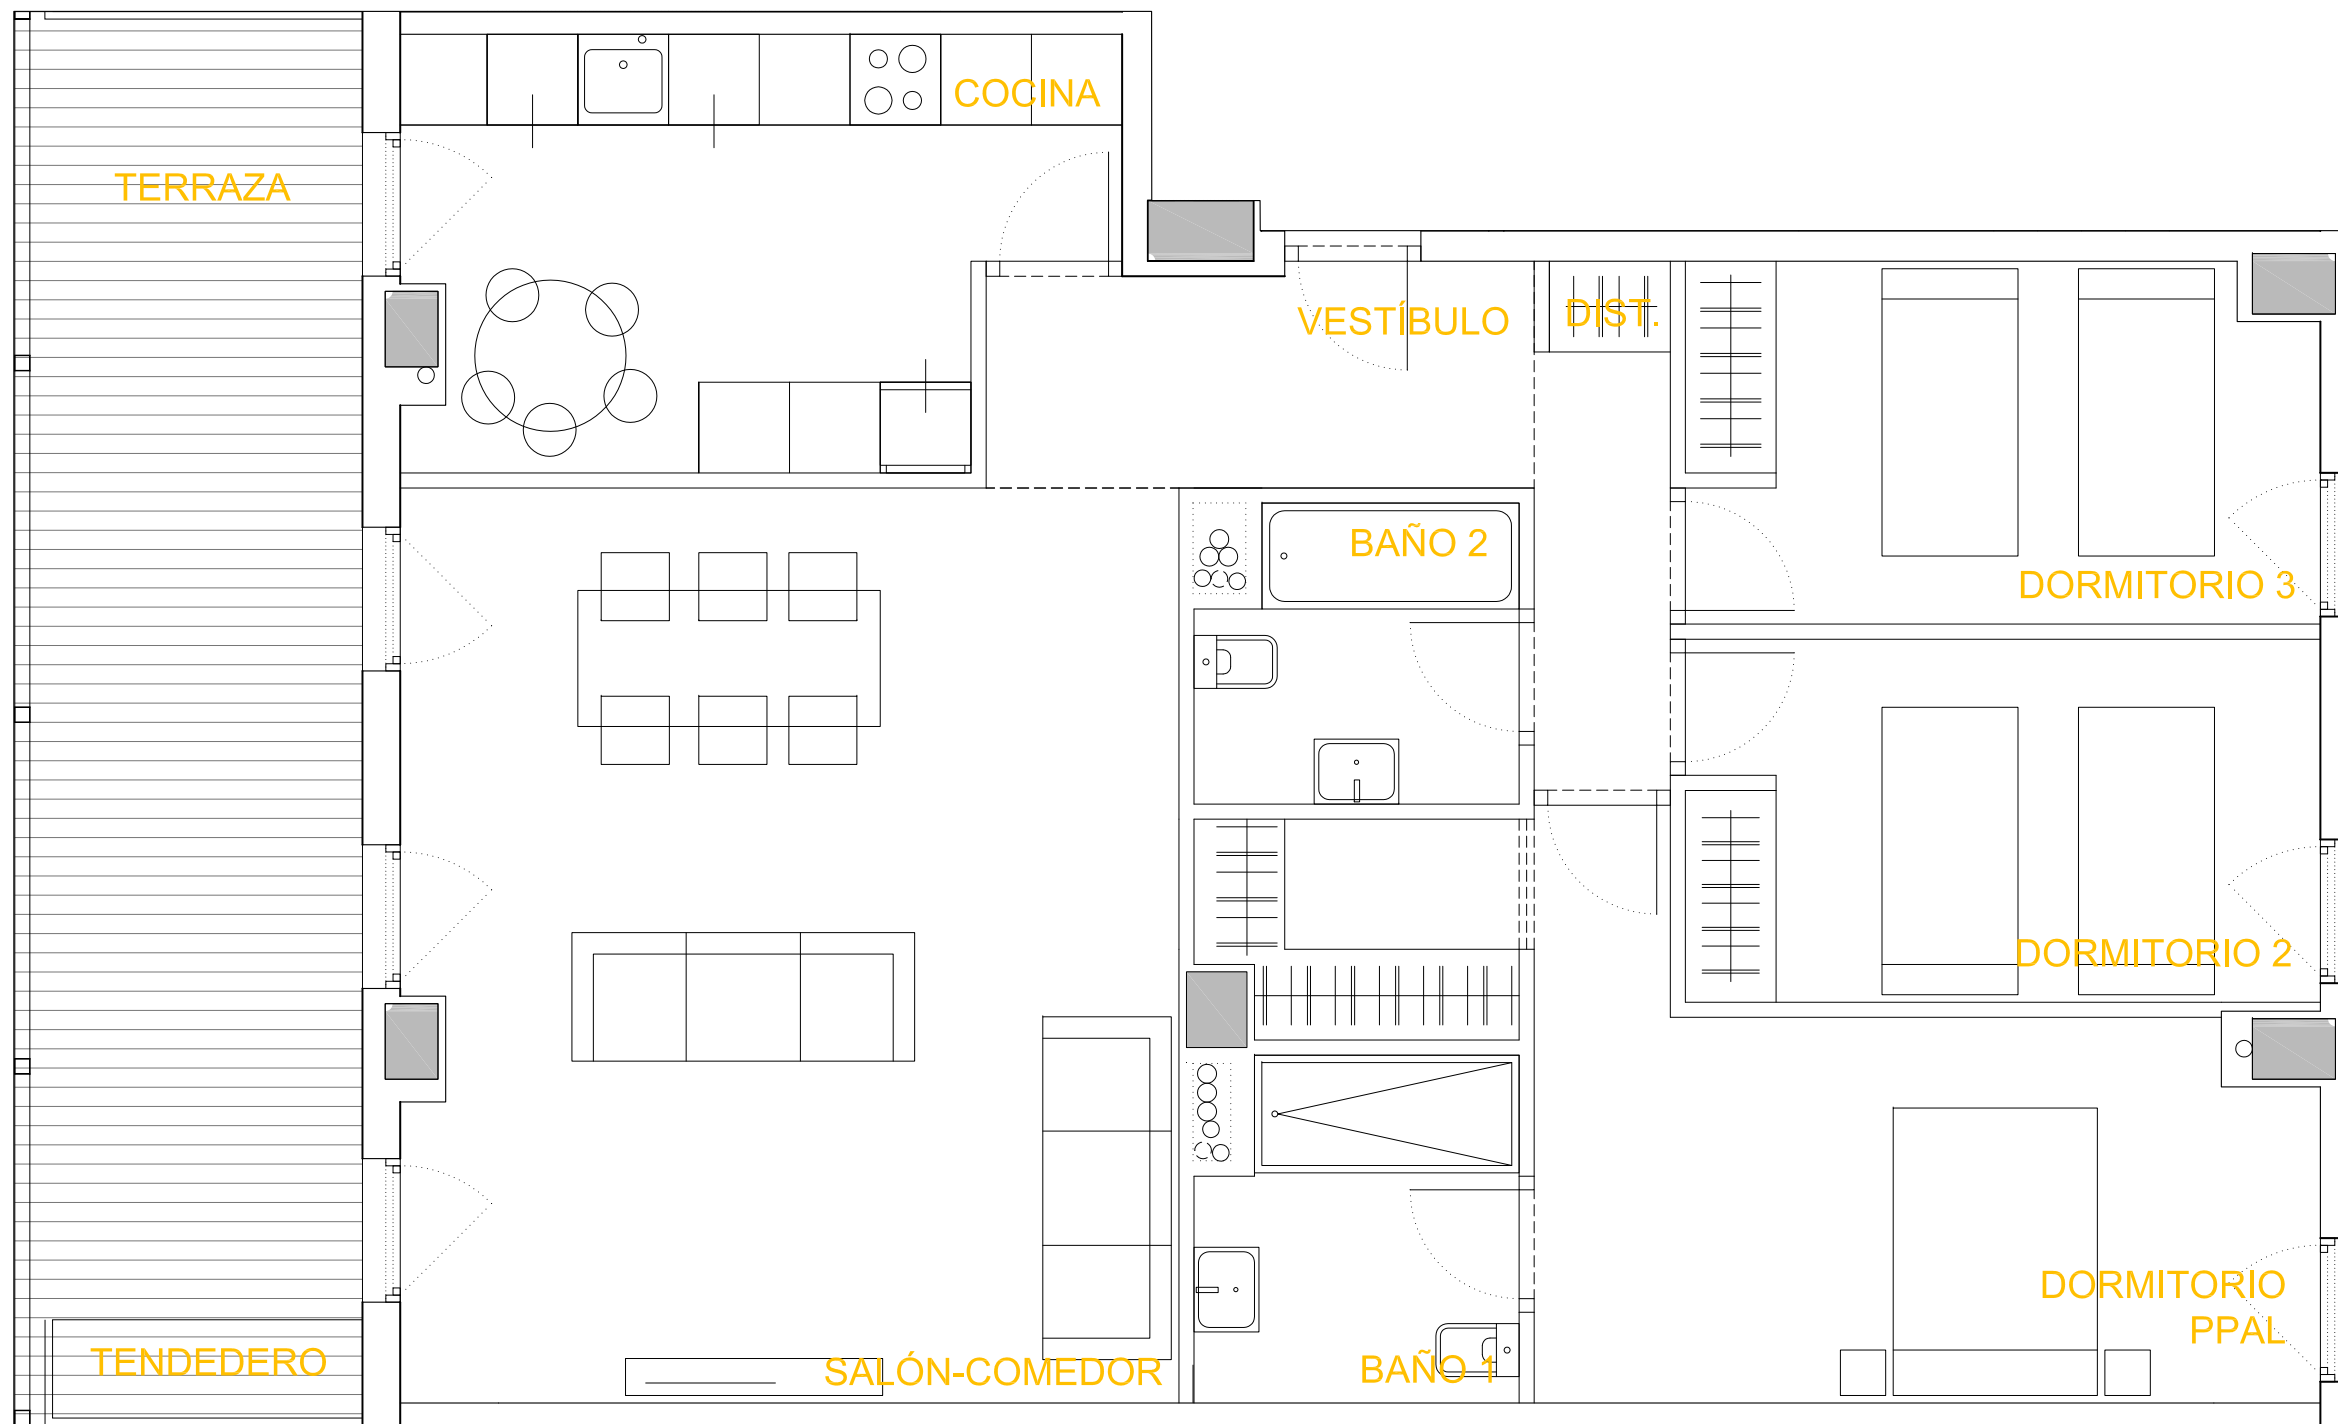 COCINA
TERRAZA
VESTÍBULO
DIST.
BAÑO 2
DORMITORIO 3
DORMITORIO 2
DORMITORIO
PPAL
TENDEDERO
SALÓN-COMEDOR
BAÑO 1